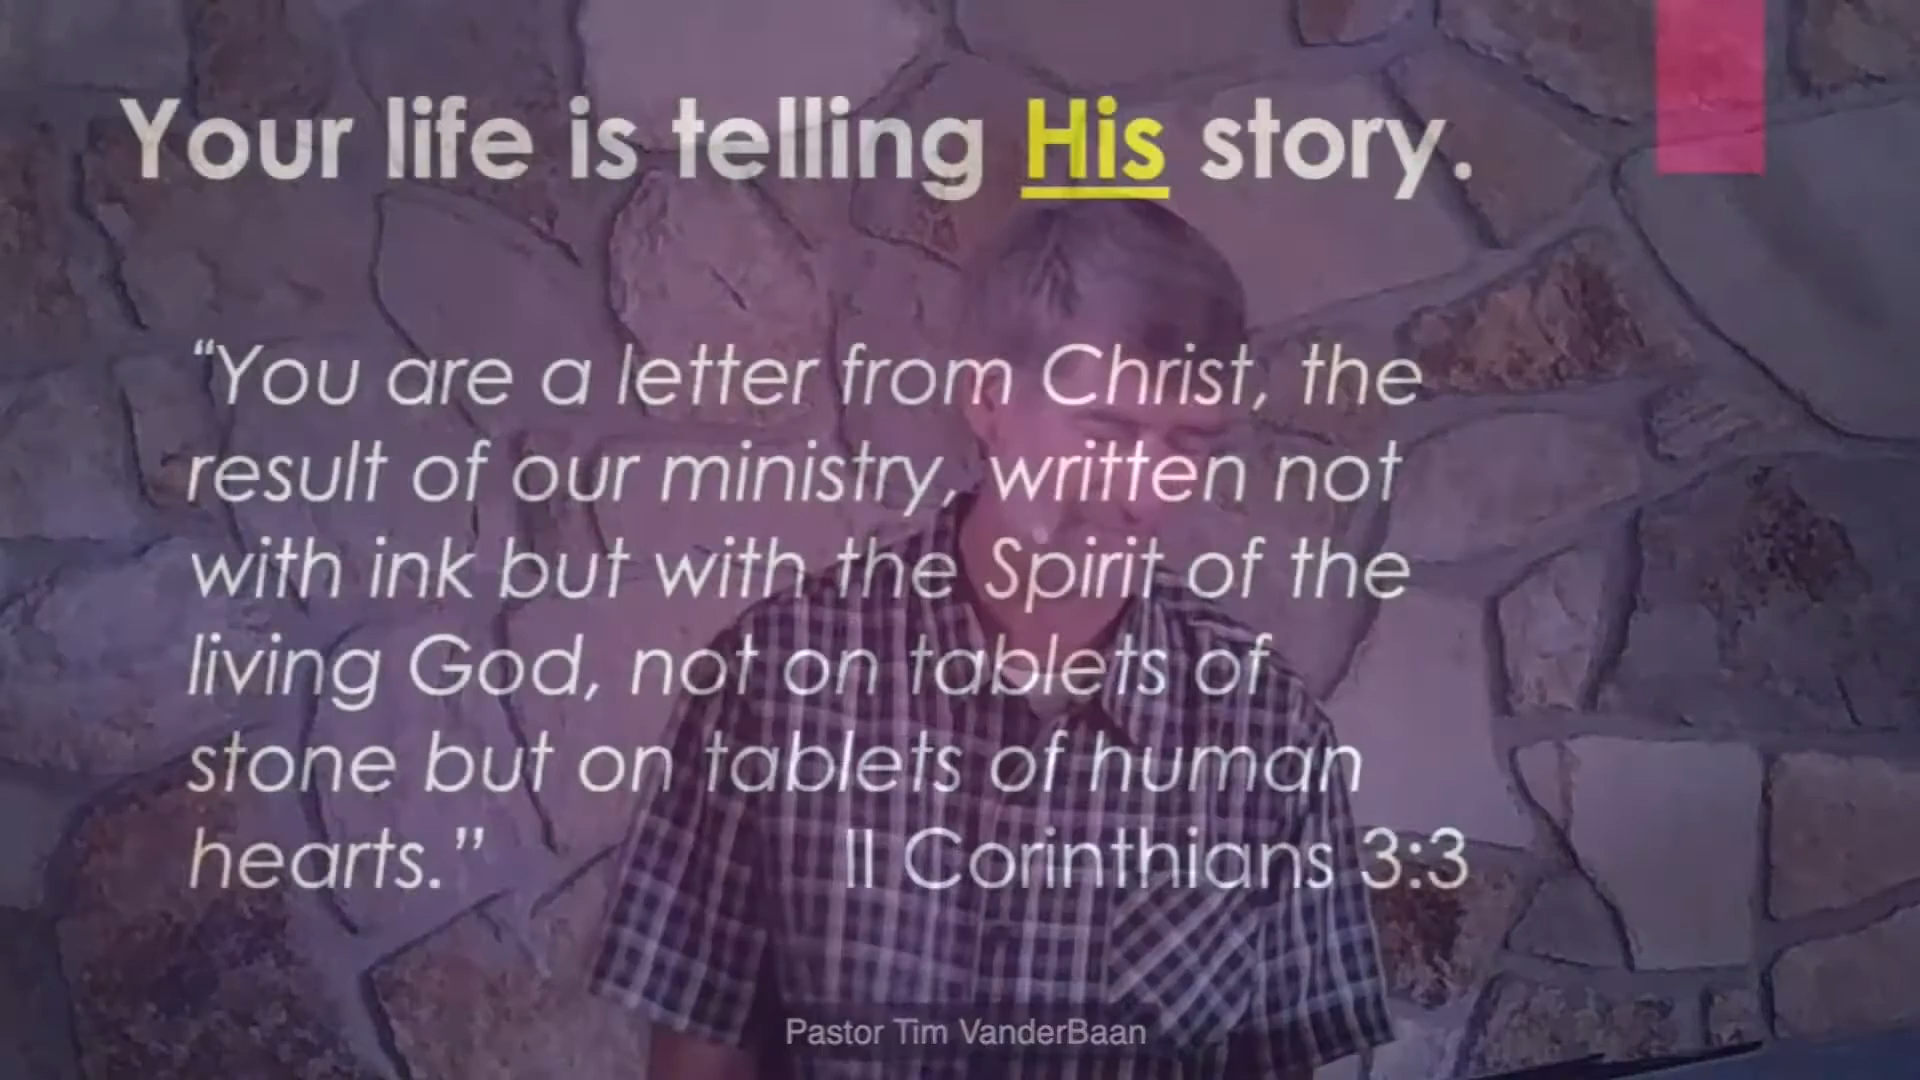 Your life is telling His story.
“You are a letter from Christ, the
result of our ministry, written not
with ink but with the Spirit of the
living God, not on tablets of
stone but on tablets of human
hearts.” II Corinthians 3:3
Pastor Tim VanderBaan